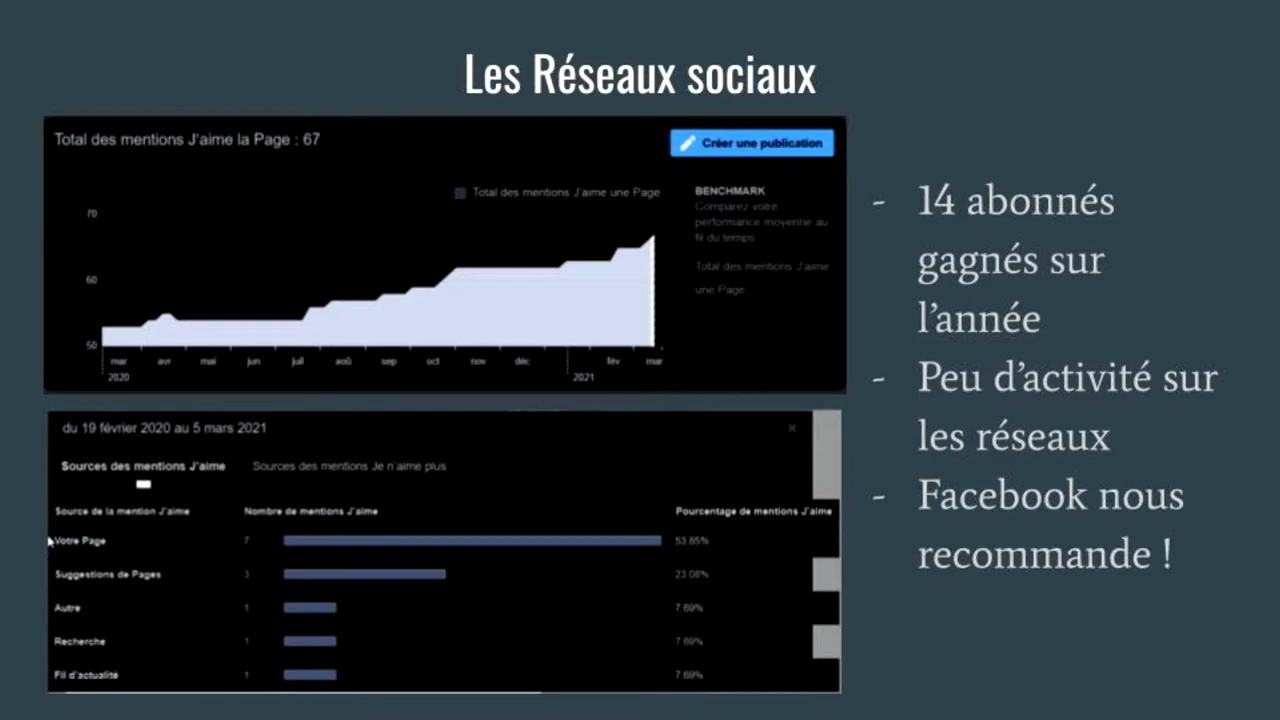 Les Réseaux sociaux
Total des mentions J'aime la Page : 67
Créer une publication
Total des mentions J'aime une Page
BENCHMARK
Comparez votre
performance moyenne au
fil du temps
Total des mentions J'aime
une Page
70
60
50
mar avr mai jun juil aoû sep oct nov déc fév mar
2020 2021
du 19 février 2020 au 5 mars 2021
Sources des mentions J'aime Sources des mentions Je n'aime plus
Source de la mention J'aime Nombre de mentions J'aime Pourcentage de mentions J'aime
Votre Page 7 53.85%
Suggestions de Pages 3 23.08%
Autre 1 7.69%
Recherche 1 7.69%
Fil d'actualité 1 7.69%
- 14 abonnés
gagnés sur
l'année
- Peu d'activité sur
les réseaux
- Facebook nous
recommande !